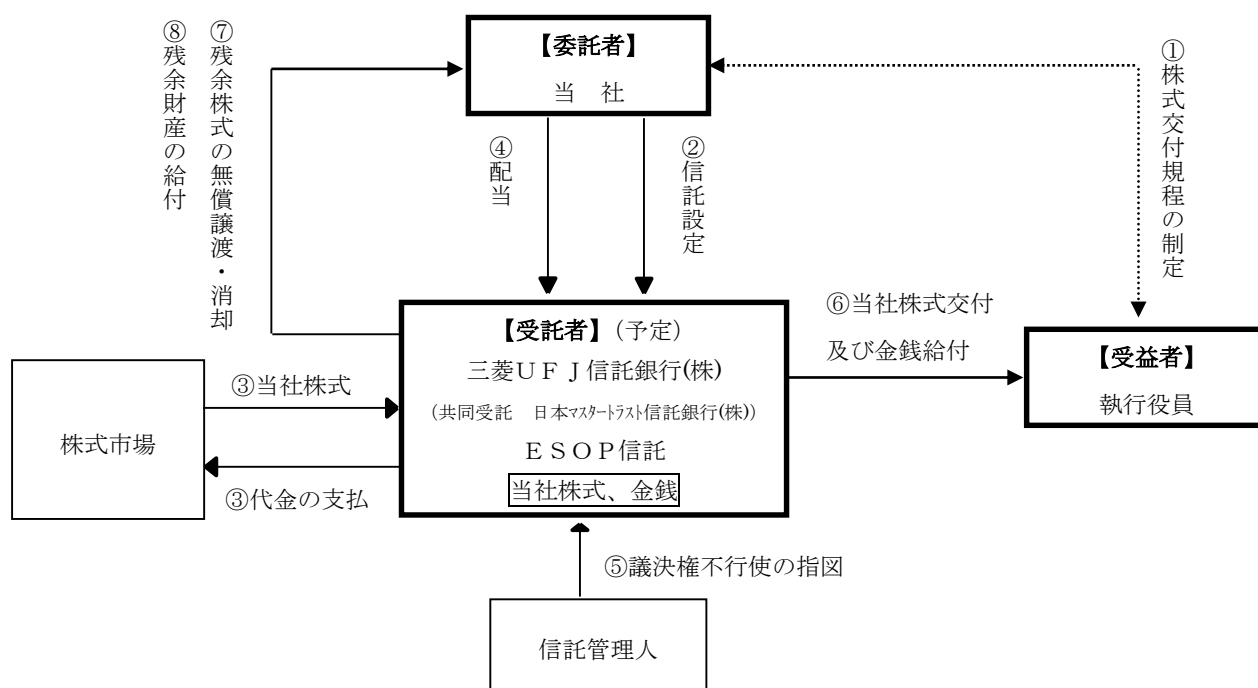 ⑧残余財産の給付
⑦残余株式の無償譲渡・消却
【委託者】
当　社
①株式交付規程の制定
④配当
②信託設定
【受託者】(予定)
三菱ＵＦＪ信託銀行(株)
(共同受託　日本ﾏｽﾀｰﾄﾗｽﾄ信託銀行(株))
ＥＳＯＰ信託
当社株式、金銭
⑥当社株式交付
及び金銭給付
【受益者】
執行役員
株式市場
③当社株式
③代金の支払
⑤議決権不行使の指図
信託管理人